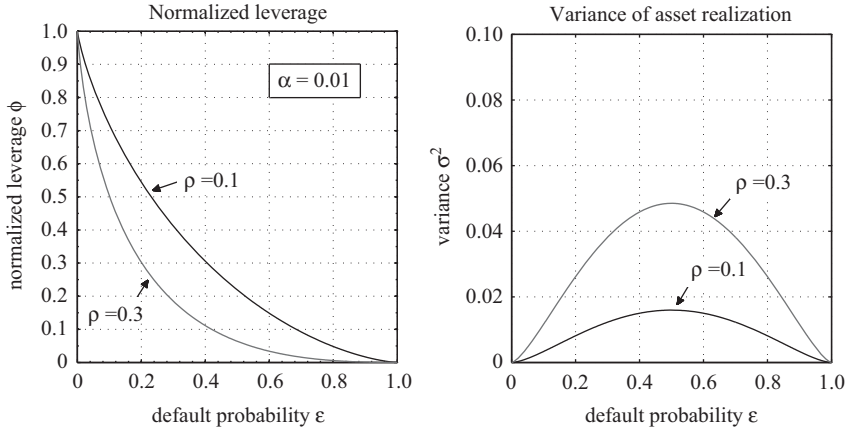 Normalized leverage
1.0
0.9
0.8
0.7
0.6
0.5
0.4
0.3
0.2
0.1
0
normalized leverage ϕ
α = 0.01
ρ =0.1
ρ =0.3
0
0.2
0.4
0.6
0.8
1.0
default probability ε
Variance of asset realization
0.10
0.08
0.06
0.04
0.02
0.00
variance σ²
ρ =0.3
ρ =0.1
0
0.2
0.4
0.6
0.8
1.0
default probability ε